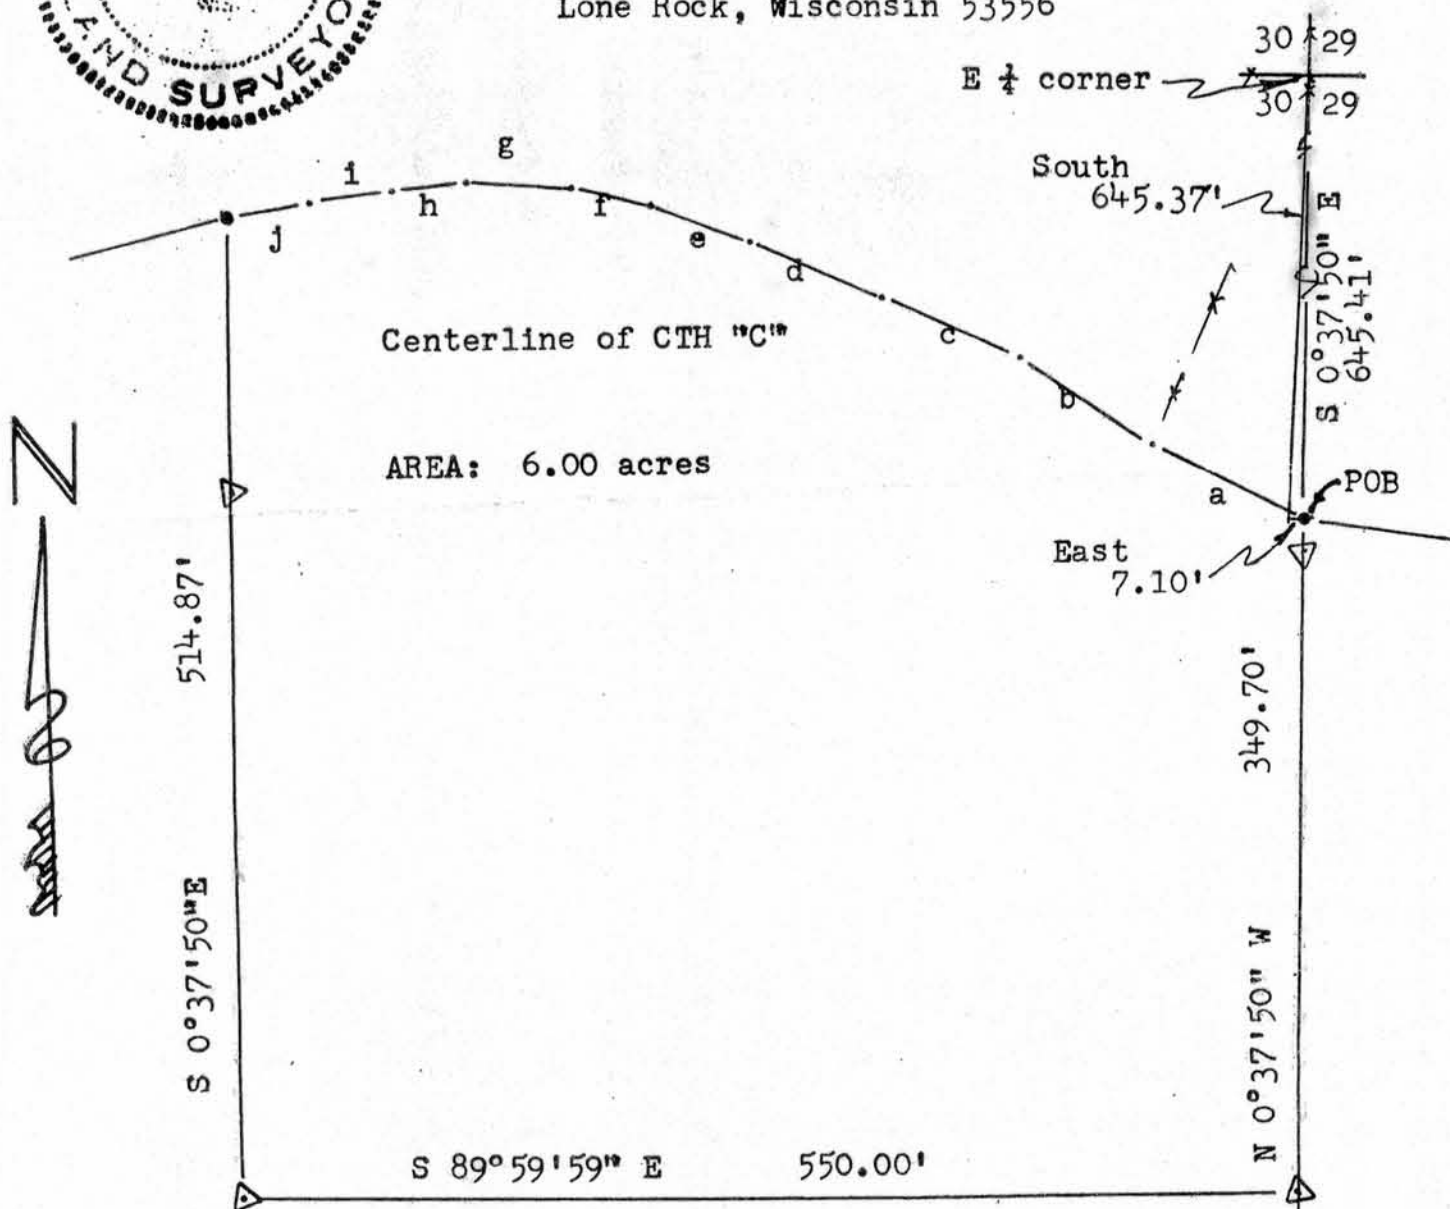 Lone Rock, Wisconsin 53556
AND SURVEYO
30 29
E ¼ corner
30 29
South
645.37'
S 0°37'50" E
645.41'
g
i
h
f
j
e
d
c
b
a
Centerline of CTH "C"
AREA: 6.00 acres
N
POB
East
7.10'
514.87'
S 0°37'50"E
349.70'
N 0°37'50" W
S 89°59'59" E 550.00'